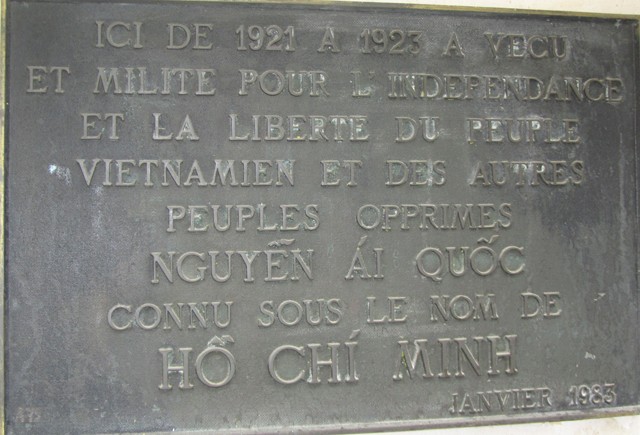 ICI DE 1921 A 1923 A VECU
ET MILITE POUR L'INDEPENDANCE
ET LA LIBERTE DU PEUPLE
VIETNAMIEN ET DES AUTRES
PEUPLES OPPRIMES
NGUYỄN ÁI QUỐC
CONNU SOUS LE NOM DE
HỒ CHÍ MINH
JANVIER 1983